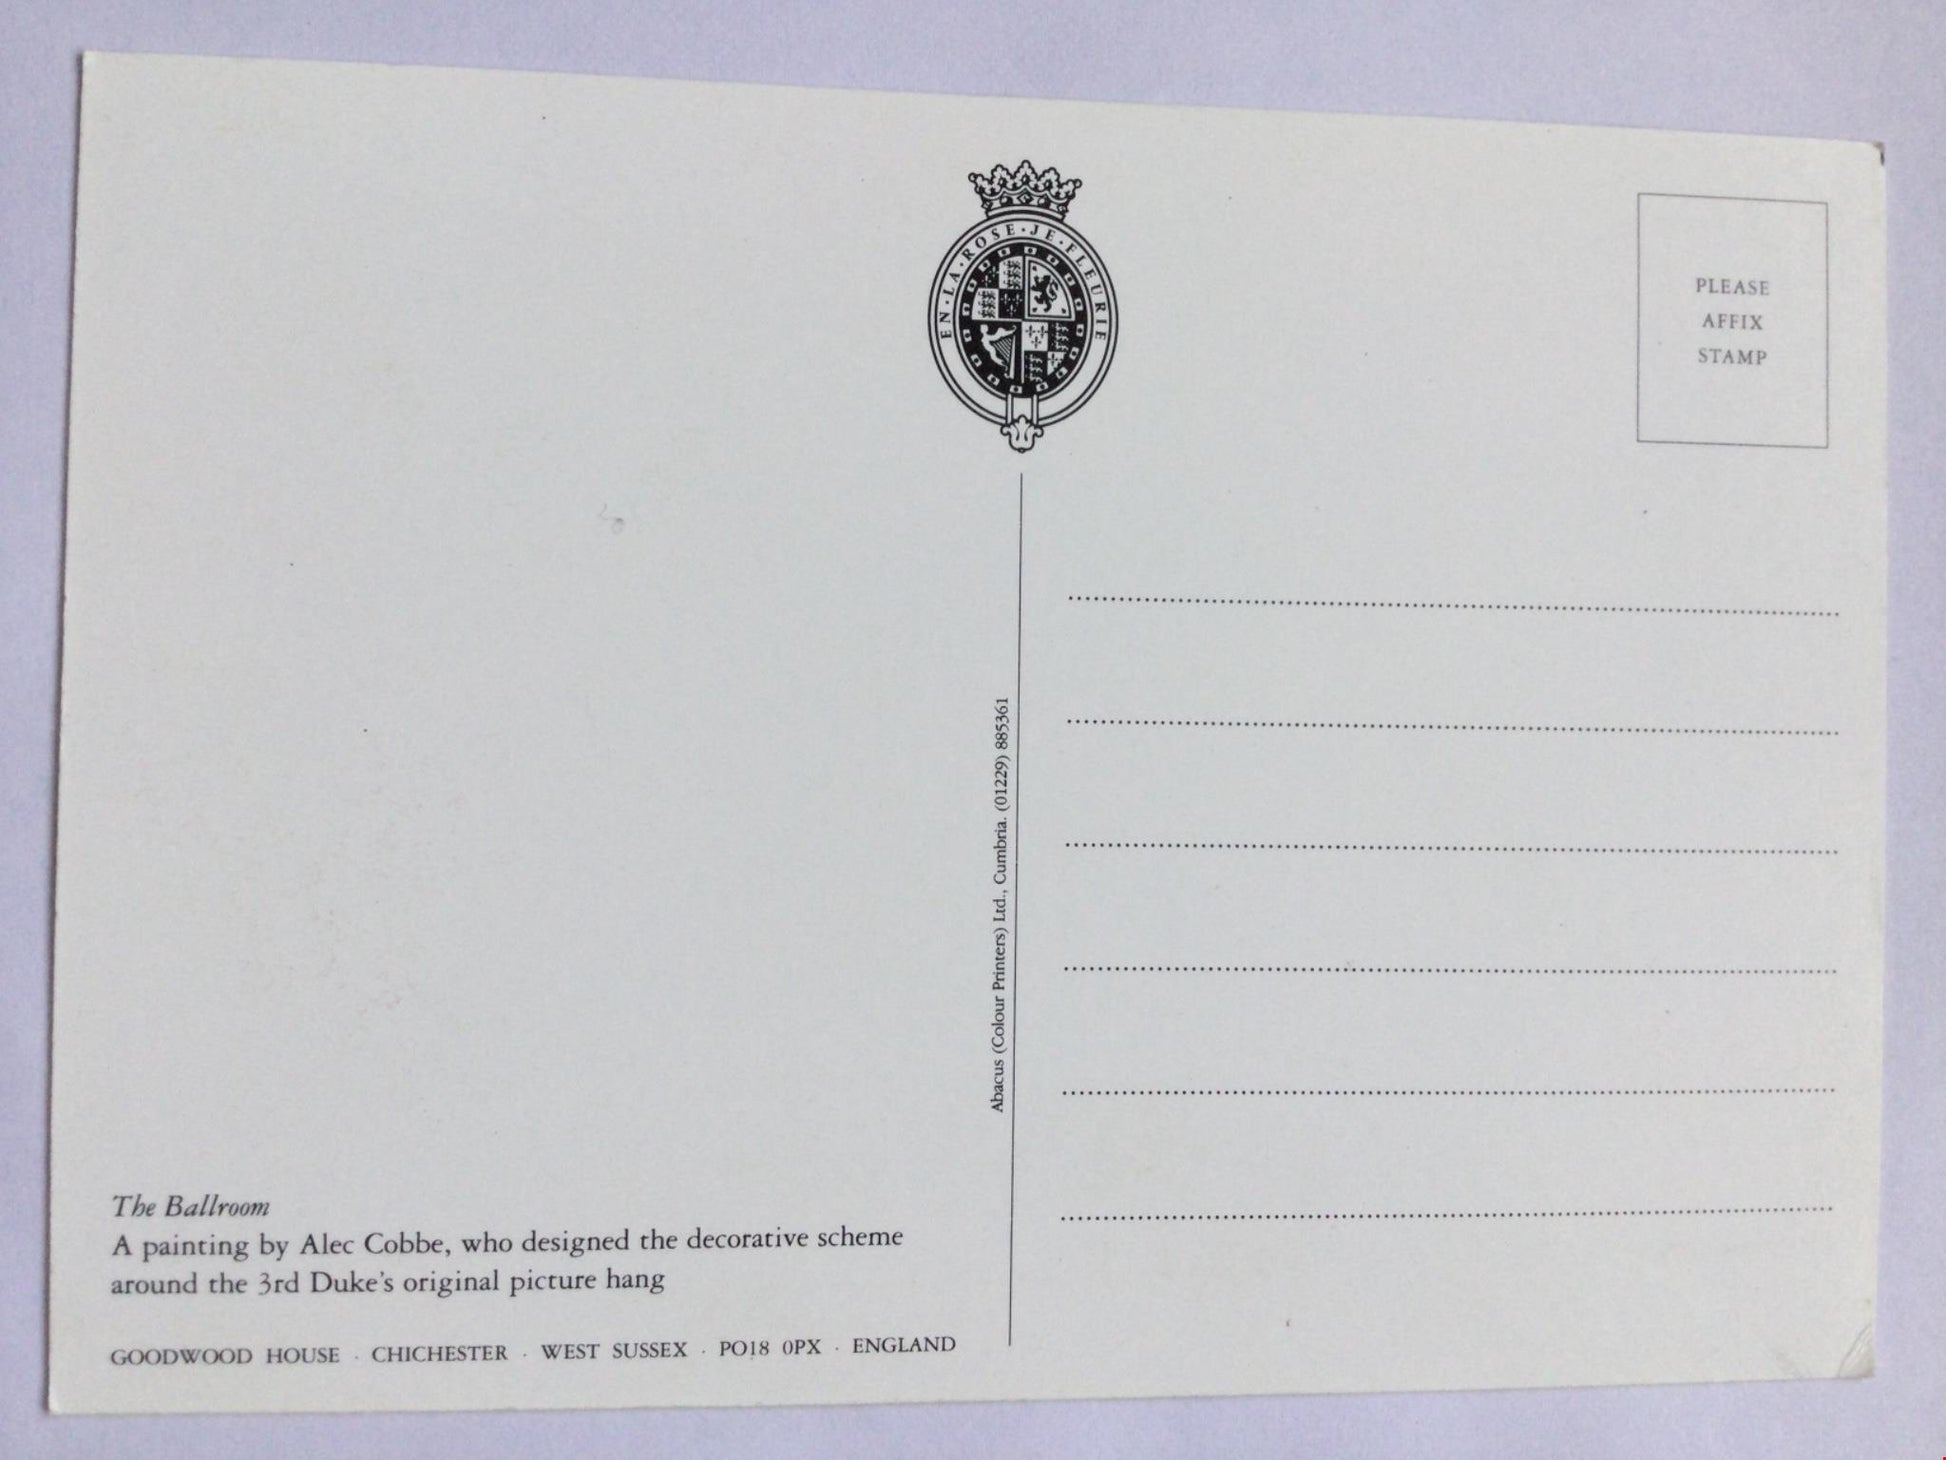 EN·LA·ROSE·JE·FLEURIE
PLEASE
AFFIX
STAMP
Abacus (Colour Printers) Ltd., Cumbria. (01229) 885361
The Ballroom
A painting by Alec Cobbe, who designed the decorative scheme
around the 3rd Duke's original picture hang
GOODWOOD HOUSE · CHICHESTER · WEST SUSSEX · PO18 0PX · ENGLAND